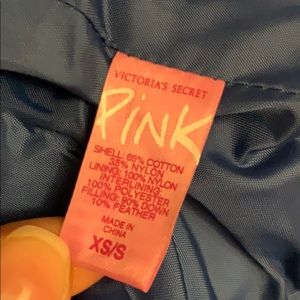 VICTORIA'S SECRET
PINK
SHELL: 65% COTTON
35% NYLON
LINING: 100% NYLON
INTERLINING:
100% POLYESTER
FILLING: 90% DOWN
10% FEATHER
XS/S
MADE IN
CHINA